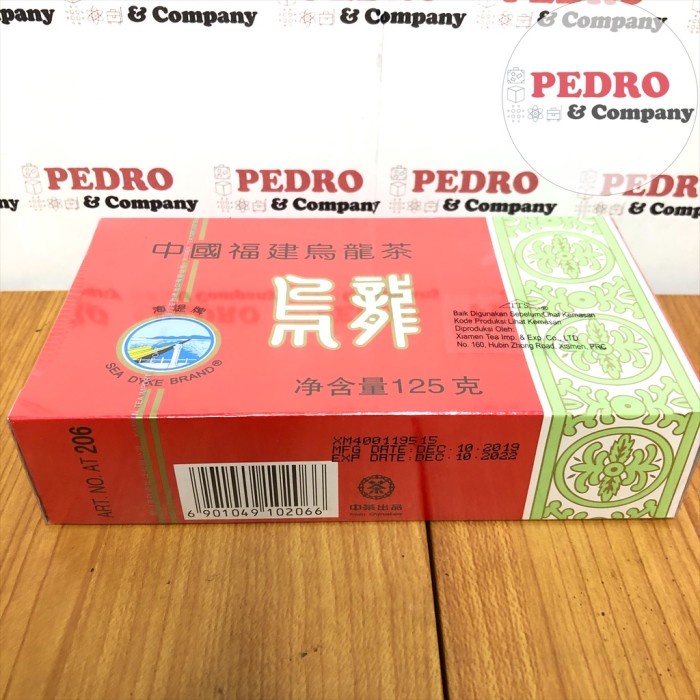 PEDRO
& Company
PEDRO
& Company
PEDRO
& Company
PEDRO
& Company
PEDRO
& Company
中國福建烏龍茶
烏龍
海堤牌
SEA DYKE BRAND®
净含量125克
Baik Digunakan Sebelum:Lihat Kemasan
Kode Produksi:Lihat Kemasan
Diproduksi Oleh:
Xiamen Tea Imp. & Exp. Co., LTD
No. 160, Hubin Zhong Road, Xiamen, PRC
ART. NO. AT 206
XM400119515
MFG DATE:DEC.10.2019
EXP DATE:DEC.10.2022
6 901049 102066
中茶出品